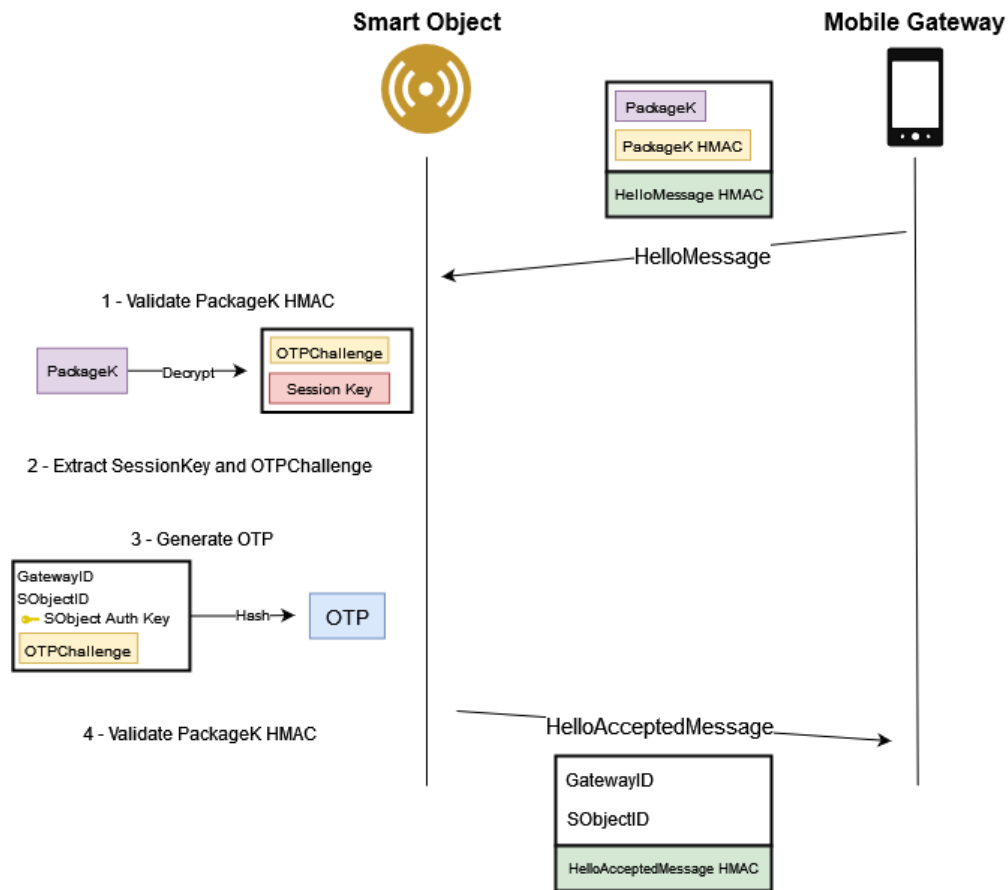 Smart Object
Mobile Gateway
PackageK
PackageK HMAC
HelloMessage HMAC
HelloMessage
1 - Validate PackageK HMAC
PackageK
Decrypt
OTPChallenge
Session Key
2 - Extract SessionKey and OTPChallenge
3 - Generate OTP
GatewayID
SObjectID
SObject Auth Key
OTPChallenge
Hash
OTP
4 - Validate PackageK HMAC
HelloAcceptedMessage
GatewayID
SObjectID
HelloAcceptedMessage HMAC